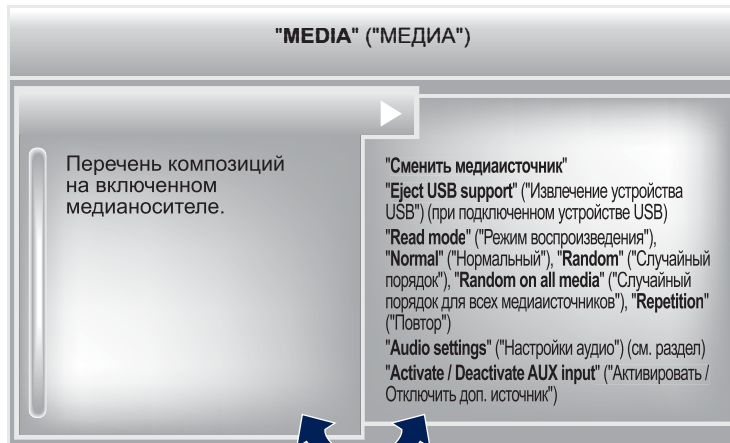 "MEDIA" ("МЕДИА")
Перечень композиций
на включенном
медианосителе.
"Сменить медиаисточник"
"Eject USB support" ("Извлечение устройства
USB") (при подключенном устройстве USB)
"Read mode" ("Режим воспроизведения"),
"Normal" ("Нормальный"), "Random" ("Случайный
порядок"), "Random on all media" ("Случайный
порядок для всех медиаисточников"), "Repetition"
("Повтор")
"Audio settings" ("Настройки аудио") (см. раздел)
"Activate / Deactivate AUX input" ("Активировать /
Отключить доп. источник")